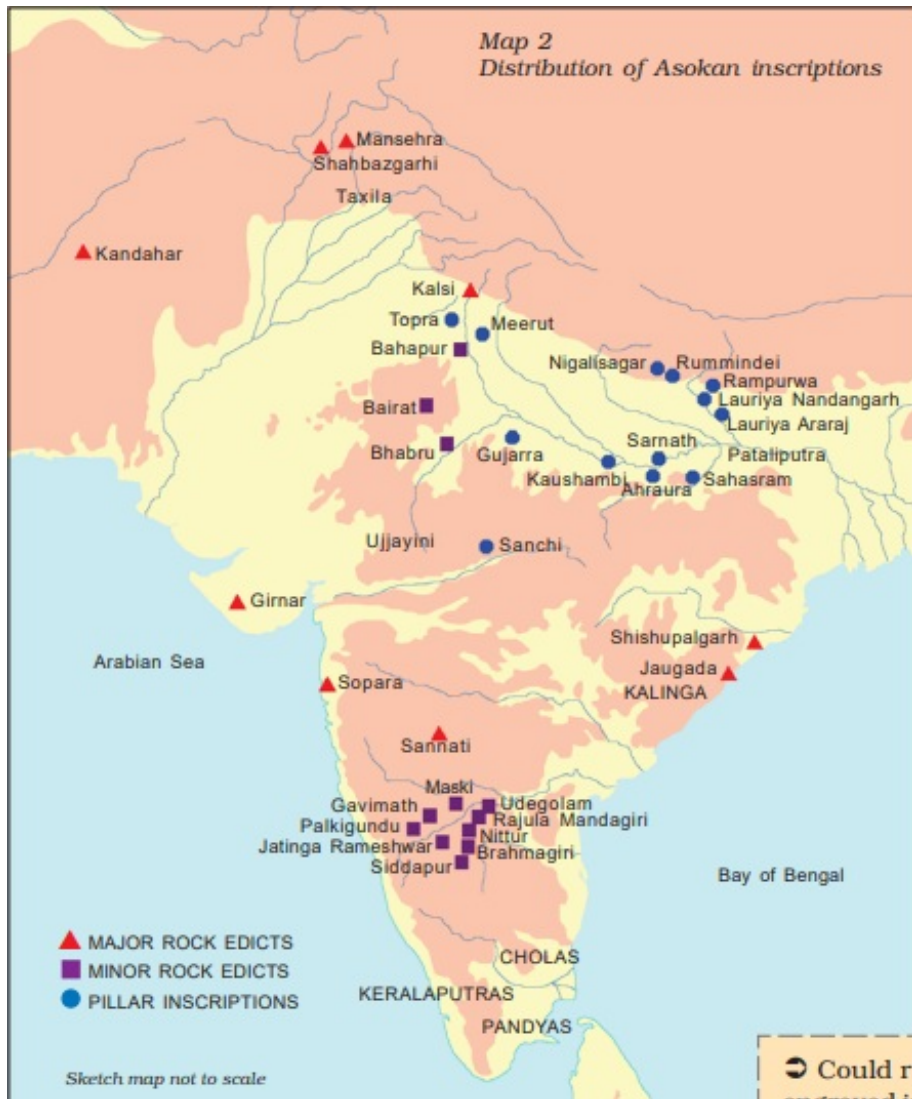 Map 2
Distribution of Asokan inscriptions
Mansehra
Shahbazgarhi
Taxila
Kandahar
Kalsi
Topra
Meerut
Bahapur
Nigalisagar
Rummindei
Rampurwa
Bairat
Lauriya Nandangarh
Lauriya Araraj
Bhabru
Gujarra
Sarnath
Pataliputra
Kaushambi
Ahraura
Sahasram
Ujjayini
Sanchi
Girnar
Shishupalgarh
Arabian Sea
Jaugada
Sopara
KALINGA
Sannati
Maski
Gavimath
Udegolam
Palkigundu
Rajula Mandagiri
Nittur
Jatinga Rameshwar
Brahmagiri
Siddapur
Bay of Bengal
MAJOR ROCK EDICTS
MINOR ROCK EDICTS
PILLAR INSCRIPTIONS
CHOLAS
KERALAPUTRAS
PANDYAS
Sketch map not to scale
➲ Could